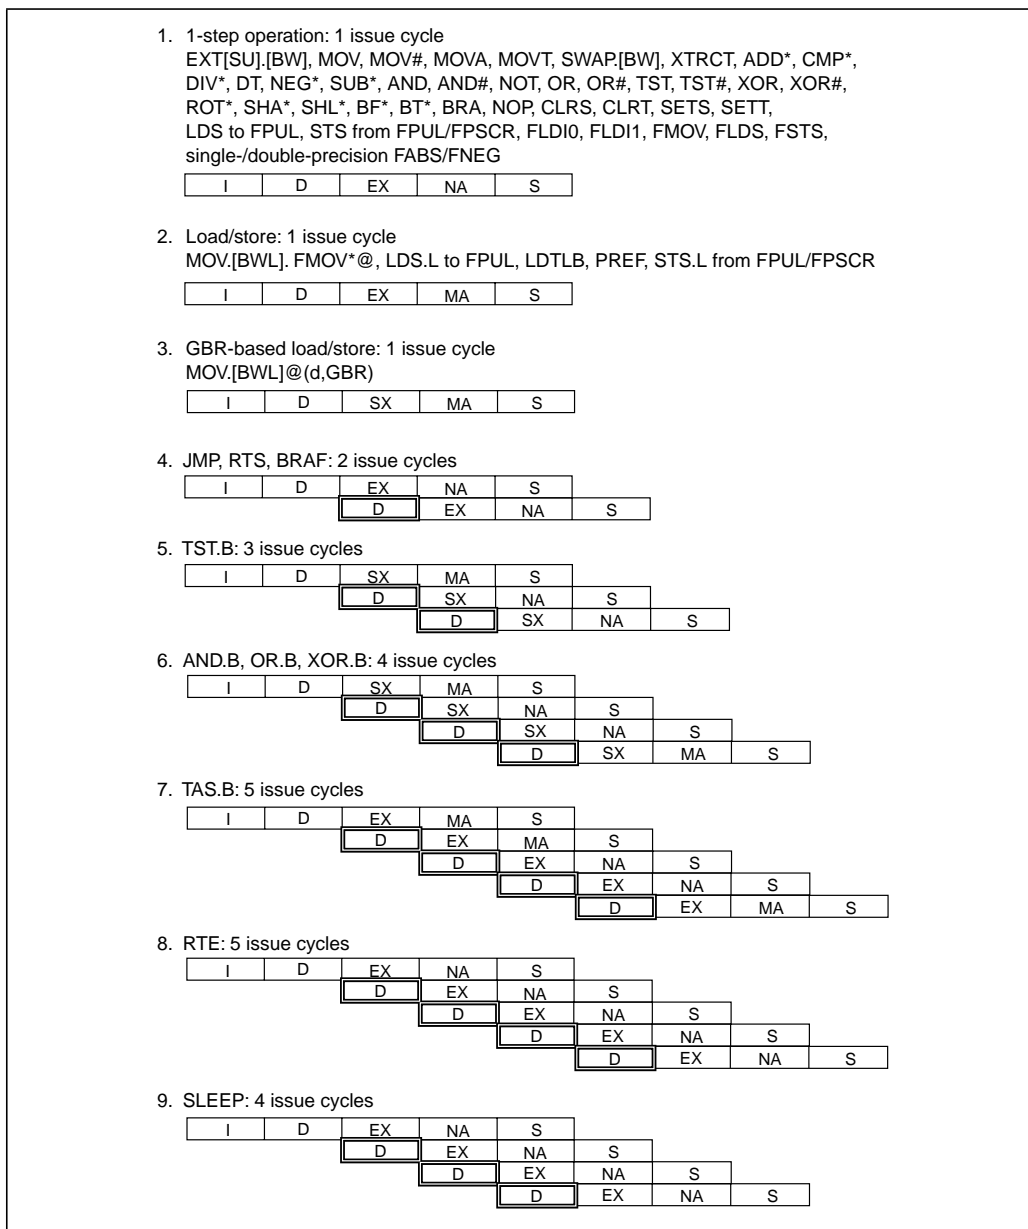 1. 1-step operation: 1 issue cycle
EXT[SU].[BW], MOV, MOV#, MOVA, MOVT, SWAP.[BW], XTRCT, ADD*, CMP*,
DIV*, DT, NEG*, SUB*, AND, AND#, NOT, OR, OR#, TST, TST#, XOR, XOR#,
ROT*, SHA*, SHL*, BF*, BT*, BRA, NOP, CLRS, CLRT, SETS, SETT,
LDS to FPUL, STS from FPUL/FPSCR, FLDI0, FLDI1, FMOV, FLDS, FSTS,
single-/double-precision FABS/FNEG
I D EX NA S
2. Load/store: 1 issue cycle
MOV.[BWL]. FMOV*@, LDS.L to FPUL, LDTLB, PREF, STS.L from FPUL/FPSCR
I D EX MA S
3. GBR-based load/store: 1 issue cycle
MOV.[BWL]@(d,GBR)
I D SX MA S
4. JMP, RTS, BRAF: 2 issue cycles
I D EX NA S
D EX NA S
5. TST.B: 3 issue cycles
I D SX MA S
D SX NA S
D SX NA S
6. AND.B, OR.B, XOR.B: 4 issue cycles
I D SX MA S
D SX NA S
D SX NA S
D SX MA S
7. TAS.B: 5 issue cycles
I D EX MA S
D EX MA S
D EX NA S
D EX NA S
D EX MA S
8. RTE: 5 issue cycles
I D EX NA S
D EX NA S
D EX NA S
D EX NA S
D EX NA S
9. SLEEP: 4 issue cycles
I D EX NA S
D EX NA S
D EX NA S
D EX NA S